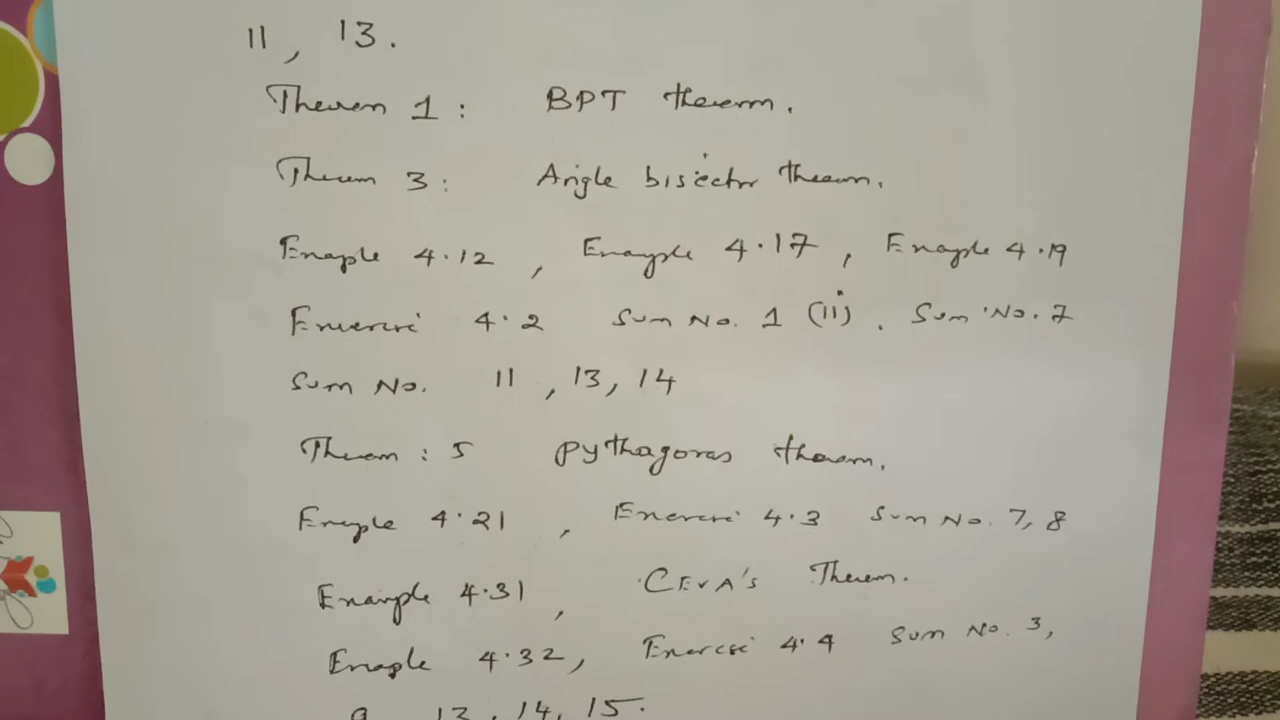 11, 13.
Theorem 1: BPT theorem.
Theorem 3: Angle bisector theorem.
Example 4.12, Example 4.17, Example 4.19
Exercise 4.2 Sum No. 1 (ii). Sum No. 7
Sum No. 11, 13, 14
Theorem: 5 Pythagoras theorem.
Example 4.21, Exercise 4.3 Sum No. 7, 8
Example 4.31, CEVA's Theorem.
Example 4.32, Exercise 4.4 Sum No. 3,
13, 14, 15.